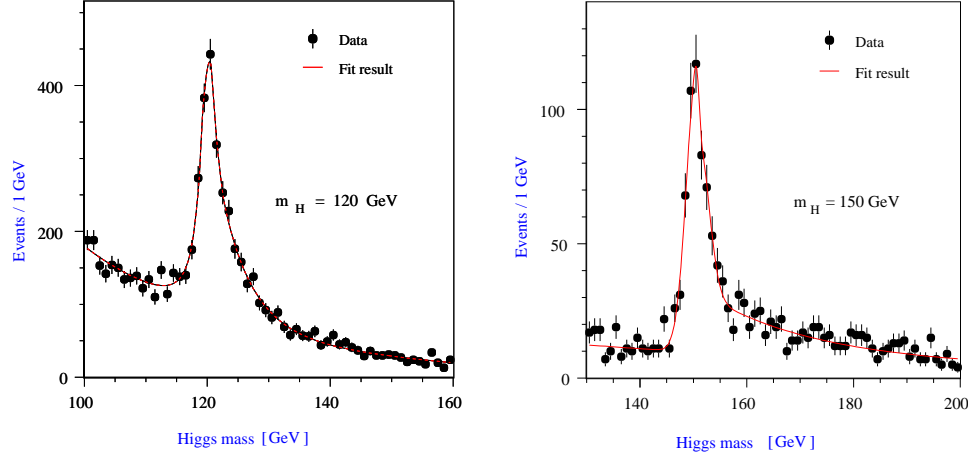 Data
Fit result
400
200
0
Events / 1 GeV
m H = 120 GeV
100
120
140
160
Higgs mass [GeV]
Data
Fit result
100
50
0
Events / 1 GeV
m H = 150 GeV
140
160
180
200
Higgs mass [GeV]